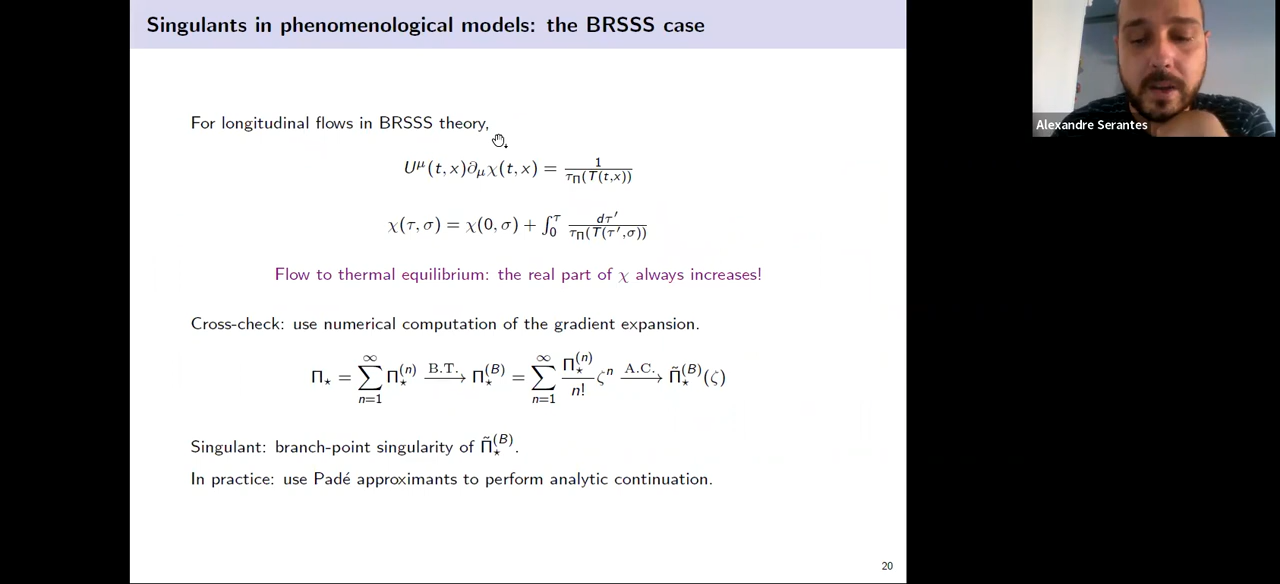 Singulants in phenomenological models: the BRSSS case
For longitudinal flows in BRSSS theory,
U^μ(t, x)∂_μχ(t, x) = 1/τ_Π(T(t,x))
χ(τ, σ) = χ(0, σ) + ∫_0^τ dτ′/τ_Π(T(τ′,σ))
Flow to thermal equilibrium: the real part of χ always increases!
Cross-check: use numerical computation of the gradient expansion.
Π_⋆ = ∑_{n=1}^∞ Π_⋆^(n) —B.T.→ Π_⋆^(B) = ∑_{n=1}^∞ Π_⋆^(n)/n! ζ^n —A.C.→ Π̃_⋆^(B)(ζ)
Singulant: branch-point singularity of Π̃_⋆^(B).
In practice: use Padé approximants to perform analytic continuation.
20
Alexandre Serantes